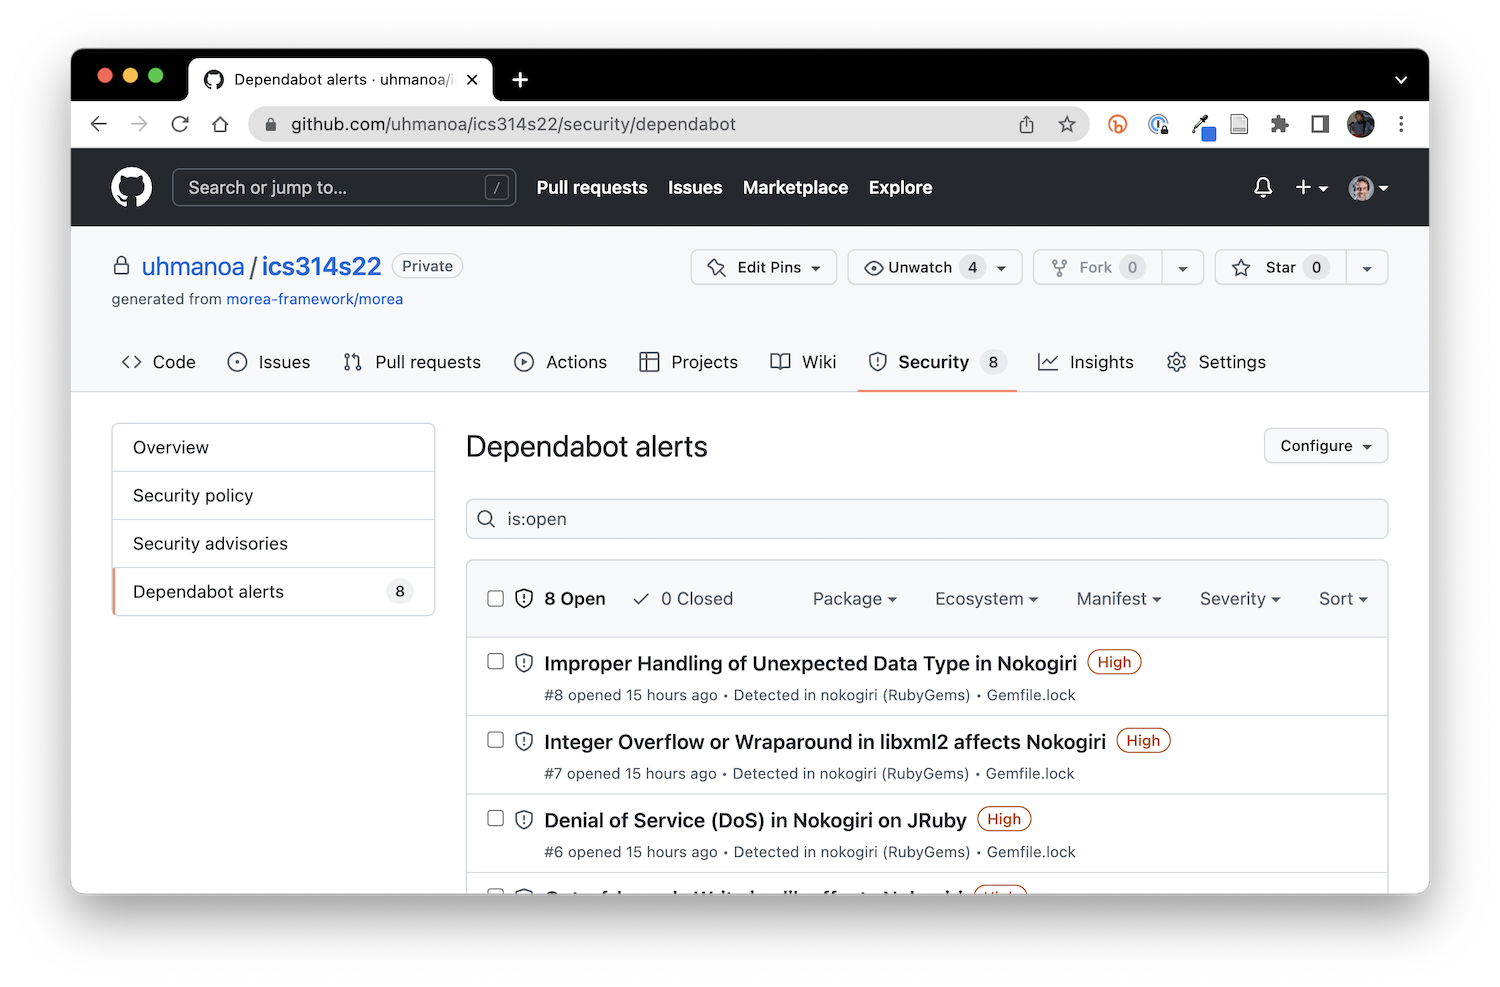 Dependabot alerts · uhmanoa/i
github.com/uhmanoa/ics314s22/security/dependabot
Search or jump to... /
Pull requests Issues Marketplace Explore
uhmanoa / ics314s22 Private
Edit Pins Unwatch 4 Fork 0 Star 0
generated from morea-framework/morea
Code Issues Pull requests Actions Projects Wiki Security 8 Insights Settings
Overview
Security policy
Security advisories
Dependabot alerts 8
Dependabot alerts Configure
is:open
8 Open 0 Closed Package Ecosystem Manifest Severity Sort
Improper Handling of Unexpected Data Type in Nokogiri High
#8 opened 15 hours ago • Detected in nokogiri (RubyGems) • Gemfile.lock
Integer Overflow or Wraparound in libxml2 affects Nokogiri High
#7 opened 15 hours ago • Detected in nokogiri (RubyGems) • Gemfile.lock
Denial of Service (DoS) in Nokogiri on JRuby High
#6 opened 15 hours ago • Detected in nokogiri (RubyGems) • Gemfile.lock